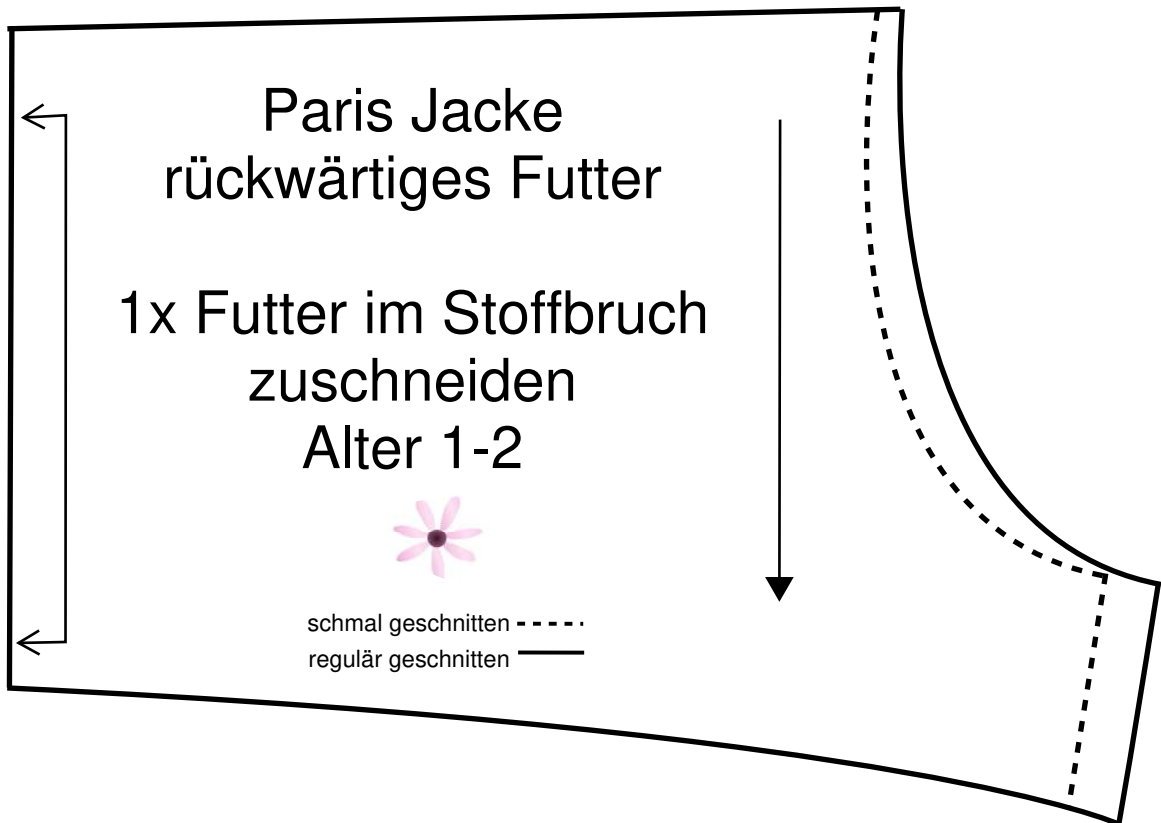 Paris Jacke
rückwärtiges Futter
1x Futter im Stoffbruch
zuschneiden
Alter 1-2
schmal geschnitten
regulär geschnitten